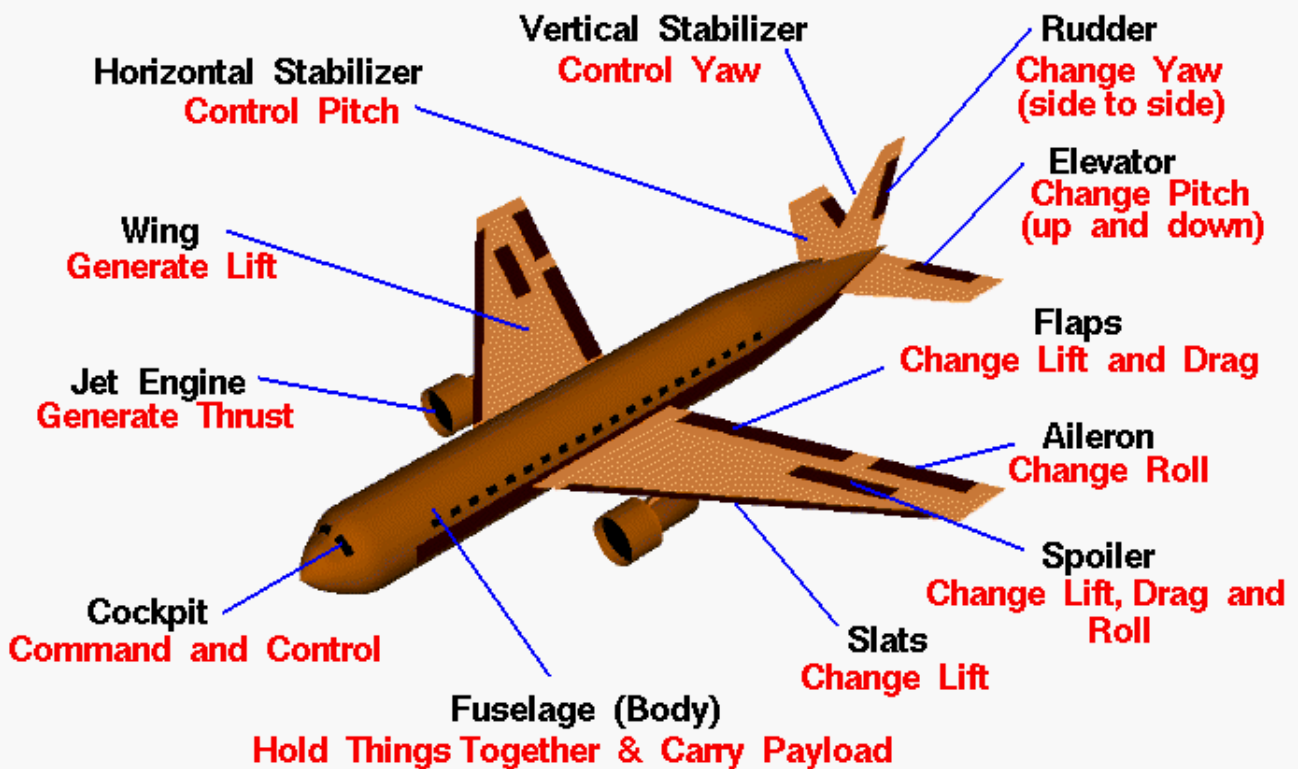 Vertical Stabilizer
Control Yaw
Rudder
Change Yaw
(side to side)
Horizontal Stabilizer
Control Pitch
Elevator
Change Pitch
(up and down)
Wing
Generate Lift
Flaps
Change Lift and Drag
Jet Engine
Generate Thrust
Aileron
Change Roll
Spoiler
Change Lift, Drag and
Roll
Cockpit
Command and Control
Slats
Change Lift
Fuselage (Body)
Hold Things Together & Carry Payload